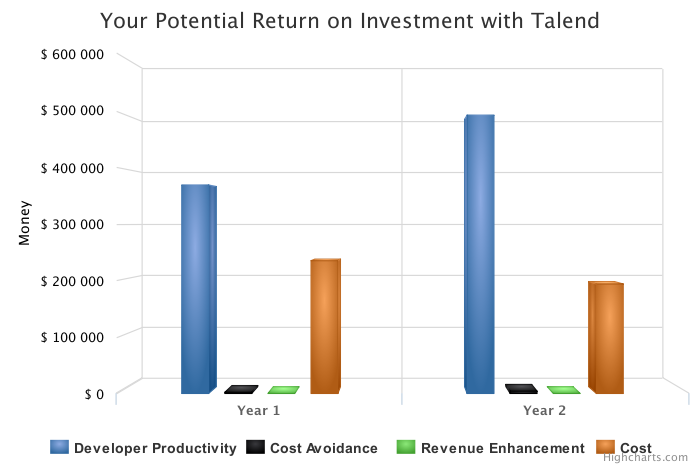 Your Potential Return on Investment with Talend
$ 600 000
$ 500 000
$ 400 000
$ 300 000
$ 200 000
$ 100 000
$ 0
Money
Year 1
Year 2
Developer Productivity
Cost Avoidance
Revenue Enhancement
Cost
Highcharts.com